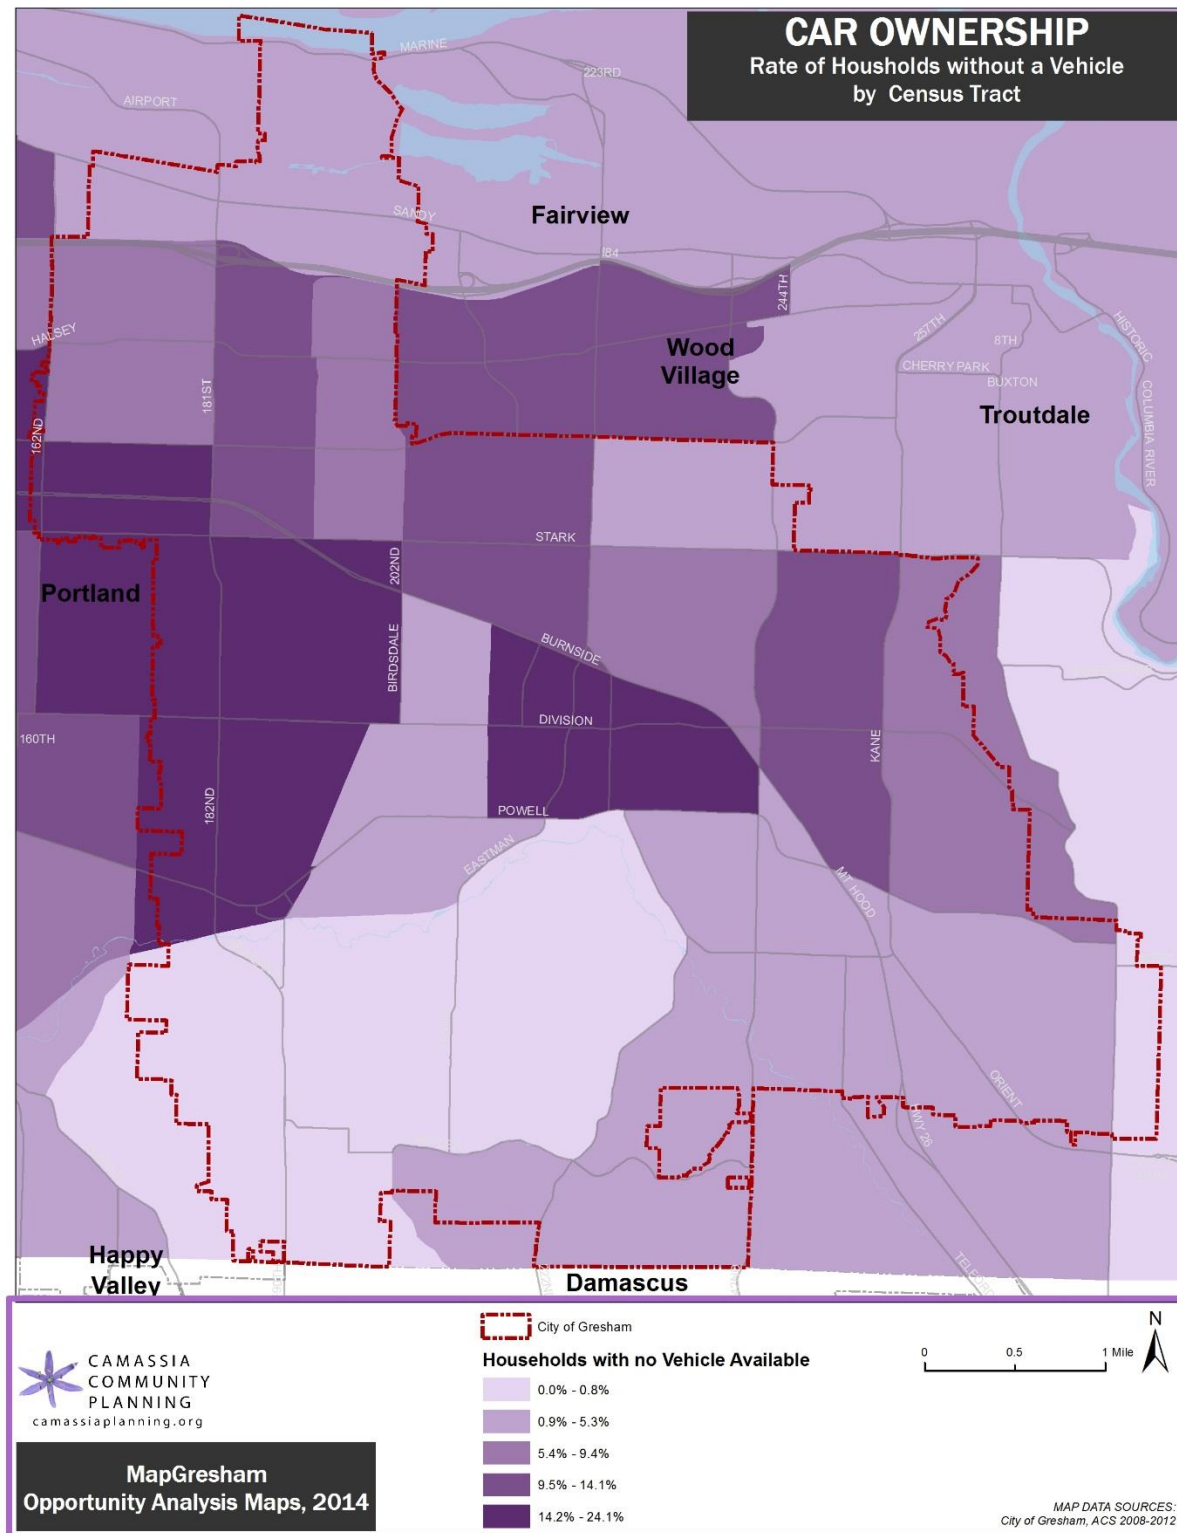 CAR OWNERSHIP
Rate of Housholds without a Vehicle
by Census Tract
MARINE
223RD
AIRPORT
SANDY
Fairview
I84
244TH
HISTORIC
COLUMBIA RIVER
HALSEY
257TH
8TH
Wood
Village
CHERRY PARK
BUXTON
181ST
Troutdale
162ND
STARK
202ND
Portland
BIRDSDALE
BURNSIDE
DIVISION
160TH
KANE
182ND
POWELL
EASTMAN
MT HOOD
ORIENT
HWY 26
Happy
Valley
Damascus
City of Gresham
Households with no Vehicle Available
0.0% - 0.8%
0.9% - 5.3%
5.4% - 9.4%
9.5% - 14.1%
14.2% - 24.1%
0 0.5 1 Mile
N
CAMASSIA
COMMUNITY
PLANNING
camassiaplanning.org
MapGresham
Opportunity Analysis Maps, 2014
MAP DATA SOURCES:
City of Gresham, ACS 2008-2012